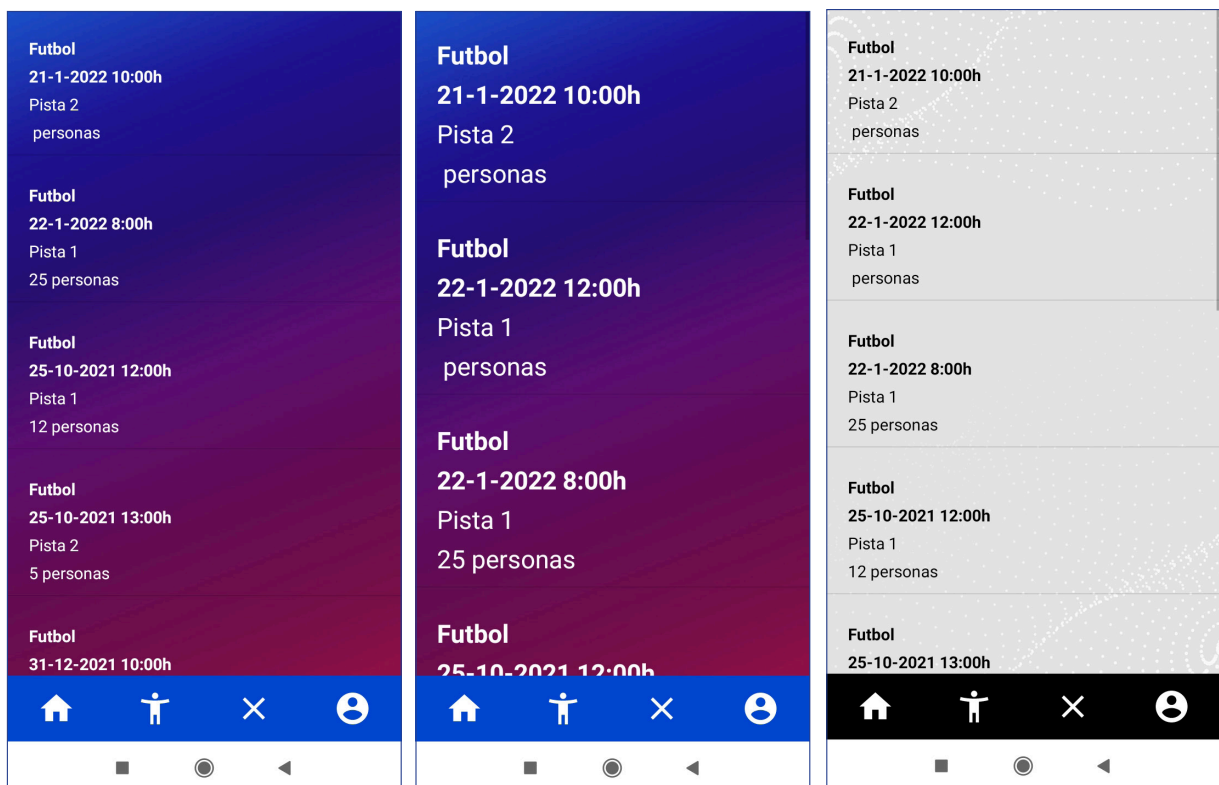 Futbol
21-1-2022 10:00h
Pista 2
personas
Futbol
22-1-2022 8:00h
Pista 1
25 personas
Futbol
25-10-2021 12:00h
Pista 1
12 personas
Futbol
25-10-2021 13:00h
Pista 2
5 personas
Futbol
31-12-2021 10:00h
Futbol
21-1-2022 10:00h
Pista 2
personas
Futbol
22-1-2022 12:00h
Pista 1
personas
Futbol
22-1-2022 8:00h
Pista 1
25 personas
Futbol
25-10-2021 12:00h
Futbol
21-1-2022 10:00h
Pista 2
personas
Futbol
22-1-2022 12:00h
Pista 1
personas
Futbol
22-1-2022 8:00h
Pista 1
25 personas
Futbol
25-10-2021 12:00h
Pista 1
12 personas
Futbol
25-10-2021 13:00h